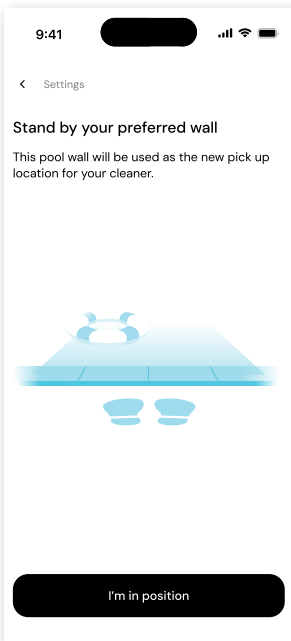 9:41
Settings
Stand by your preferred wall
This pool wall will be used as the new pick up
location for your cleaner.
I'm in position